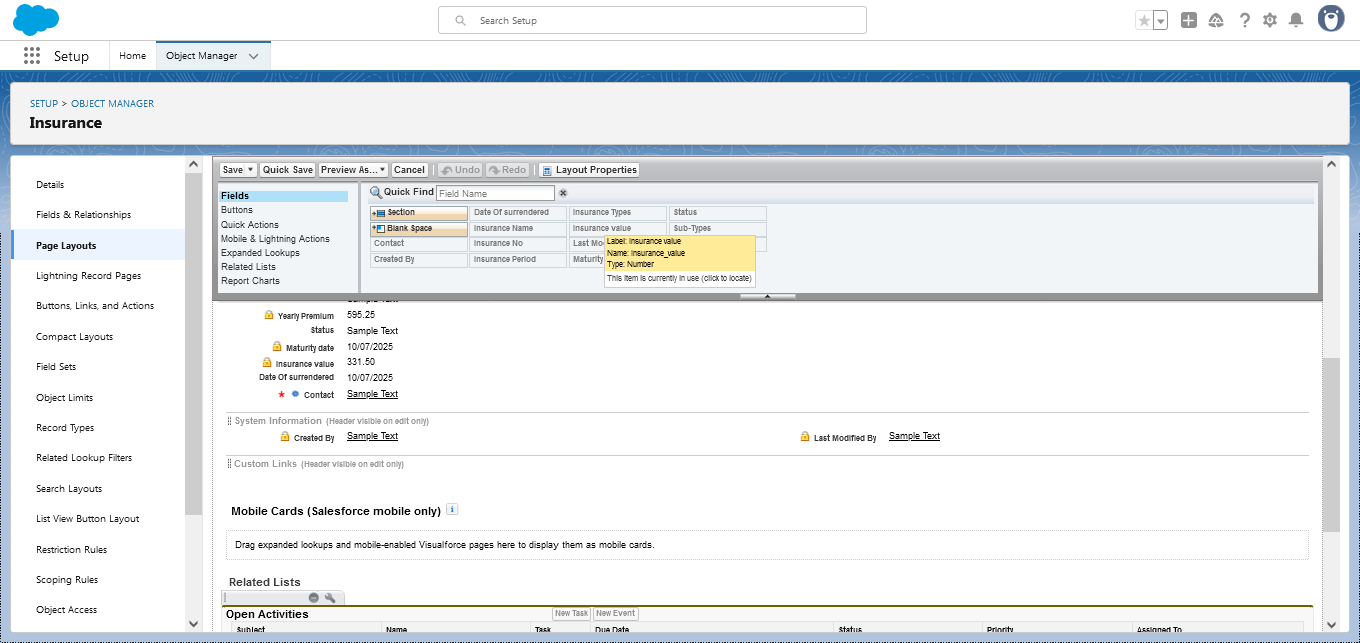 Search Setup
Setup
Home
Object Manager
SETUP > OBJECT MANAGER
Insurance
Details
Fields & Relationships
Page Layouts
Lightning Record Pages
Buttons, Links, and Actions
Compact Layouts
Field Sets
Object Limits
Record Types
Related Lookup Filters
Search Layouts
List View Button Layout
Restriction Rules
Scoping Rules
Object Access
Save Quick Save Preview As... Cancel Undo Redo Layout Properties
Fields
Buttons
Quick Actions
Mobile & Lightning Actions
Expanded Lookups
Related Lists
Report Charts
Quick Find Field Name
Section Date Of surrendered Insurance Types Status
Blank Space Insurance Name Insurance value Sub-Types
Contact Insurance No Last Mo
Created By Insurance Period Maturity
Label: Insurance value
Name: Insurance_value
Type: Number
This item is currently in use (click to locate)
Sample Text
Yearly Premium 595.25
Status Sample Text
Maturity date 10/07/2025
Insurance value 331.50
Date Of surrendered 10/07/2025
* Contact Sample Text
System Information (Header visible on edit only)
Created By Sample Text Last Modified By Sample Text
Custom Links (Header visible on edit only)
Mobile Cards (Salesforce mobile only) i
Drag expanded lookups and mobile-enabled Visualforce pages here to display them as mobile cards.
Related Lists
Open Activities New Task New Event
Subject Name Task Due Date Status Priority Assigned To